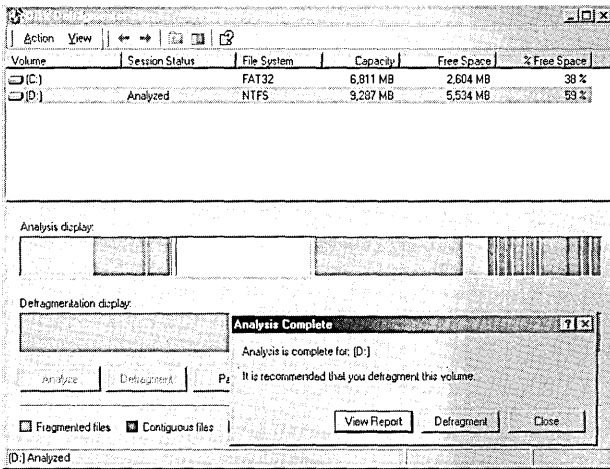 Action View
Volume Session Status File System Capacity Free Space % Free Space
(C:) FAT32 6,811 MB 2,604 MB 38 %
(D:) Analyzed NTFS 9,287 MB 5,534 MB 59 %
Analysis display:
Defragmentation display:
Analysis Complete
Analysis is complete for: (D:)
It is recommended that you defragment this volume.
Analyze Defragment Pa
View Report Defragment Close
Fragmented files Contiguous files
(D:) Analyzed